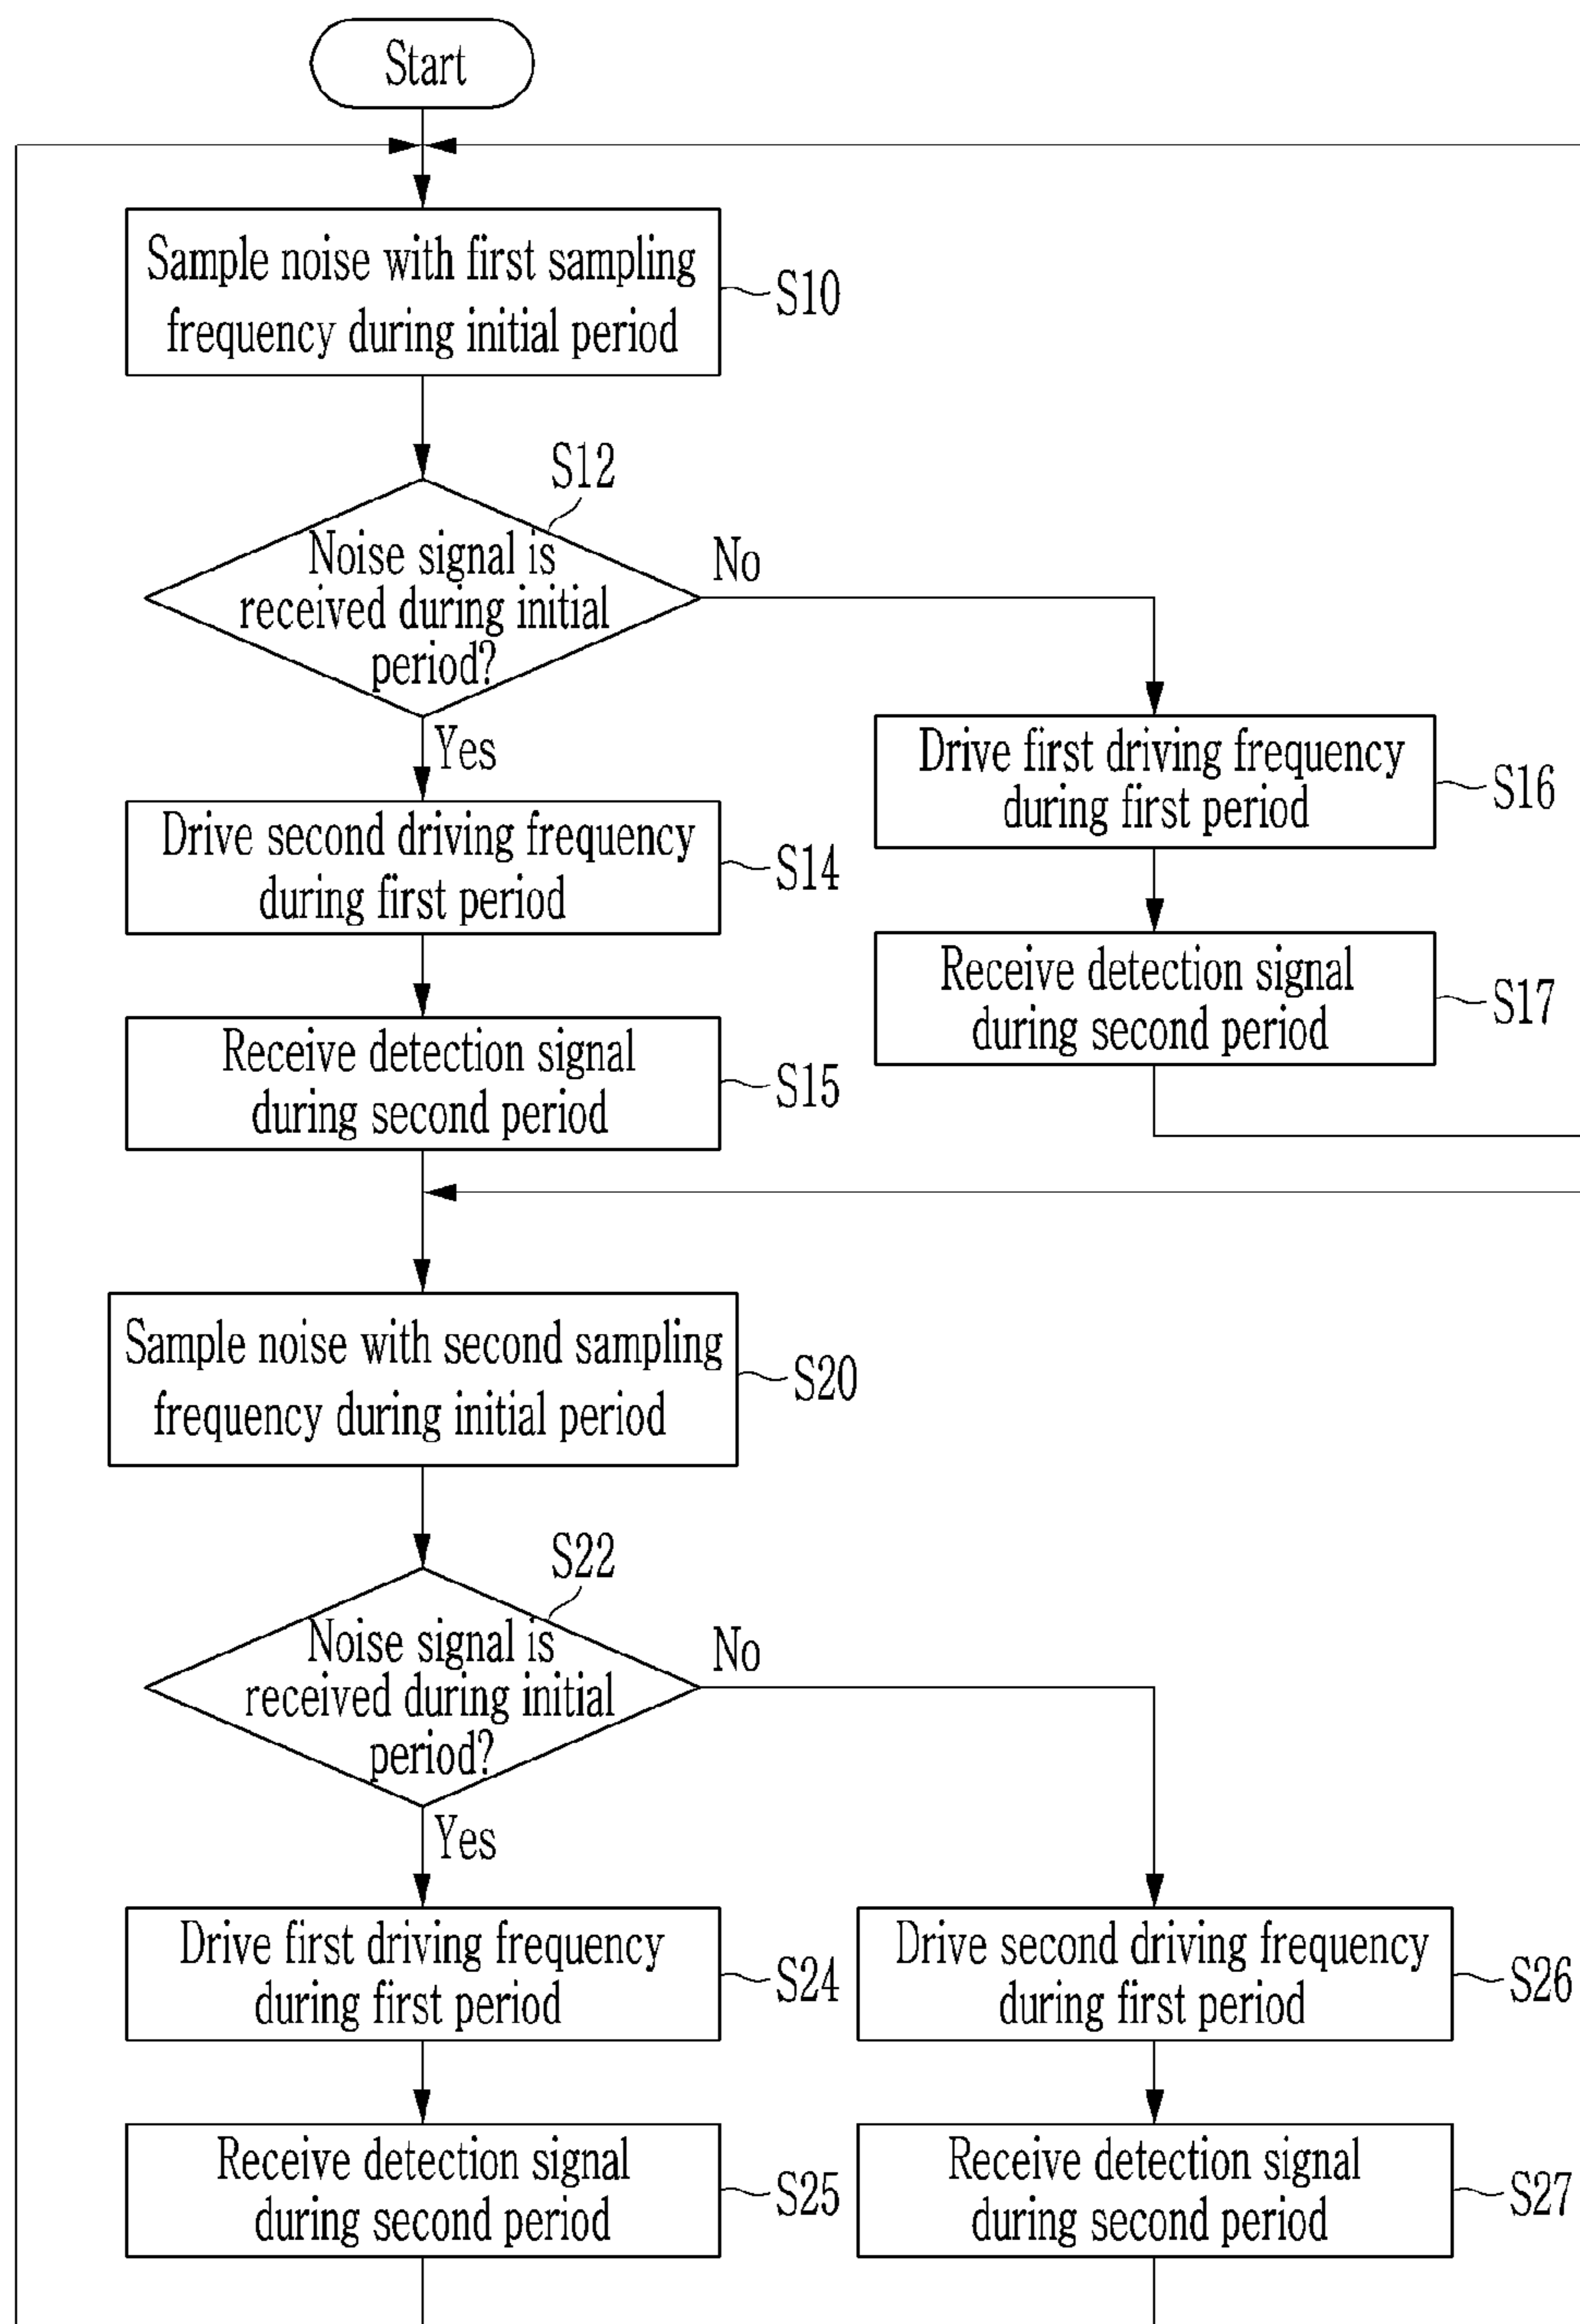 Start
Sample noise with first sampling
frequency during initial period
S10
S12
Noise signal is
received during initial
period?
No
Yes
Drive first driving frequency
during first period
S16
Drive second driving frequency
during first period
S14
Receive detection signal
during second period
S17
Receive detection signal
during second period
S15
Sample noise with second sampling
frequency during initial period
S20
S22
Noise signal is
received during initial
period?
No
Yes
Drive first driving frequency
during first period
S24
Drive second driving frequency
during first period
S26
Receive detection signal
during second period
S25
Receive detection signal
during second period
S27